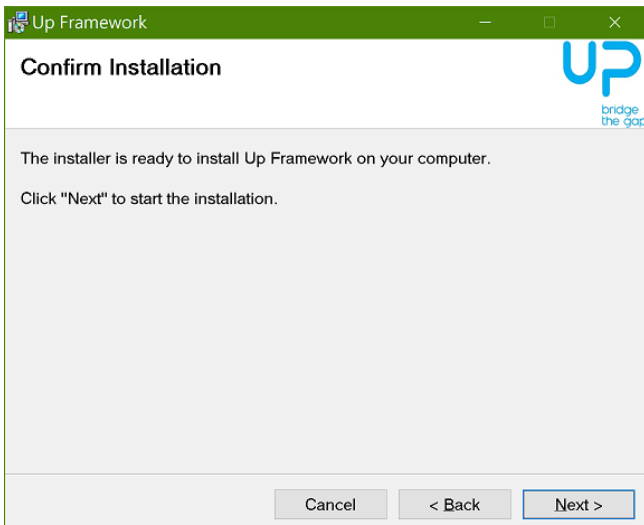 Up Framework
Confirm Installation
UP
bridge
the gap
The installer is ready to install Up Framework on your computer.
Click "Next" to start the installation.
Cancel
< Back
Next >